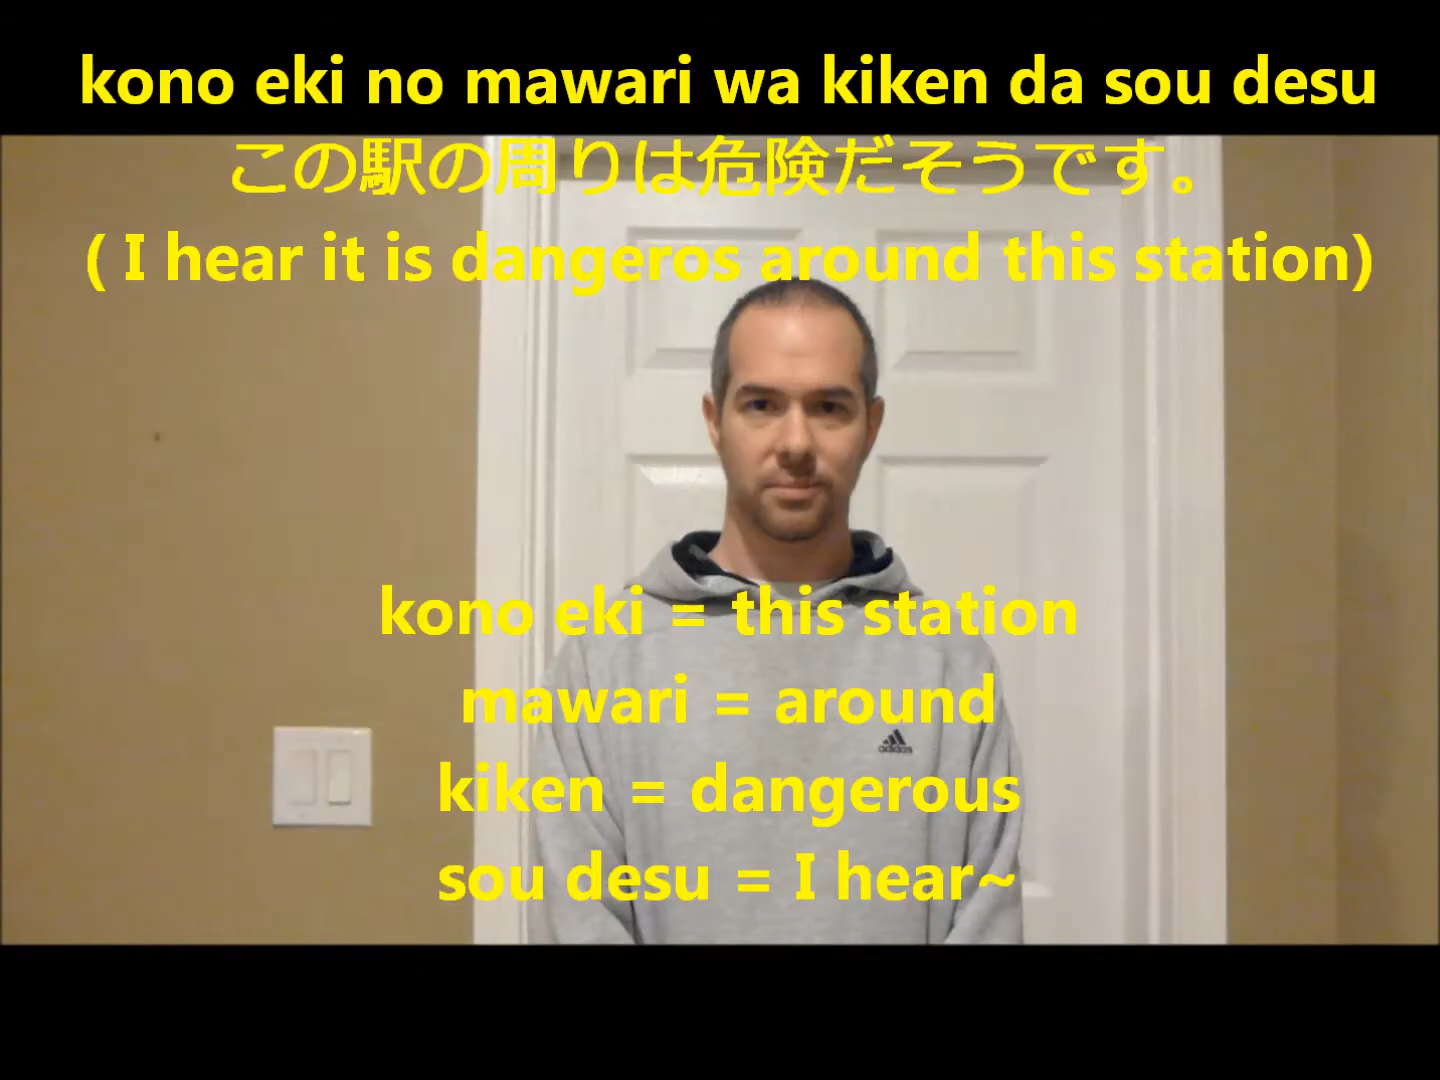 kono eki no mawari wa kiken da sou desu
この駅の周りは危険だそうです。
( I hear it is dangeros around this station)
kono eki = this station
mawari = around
adidas
kiken = dangerous
sou desu = I hear~